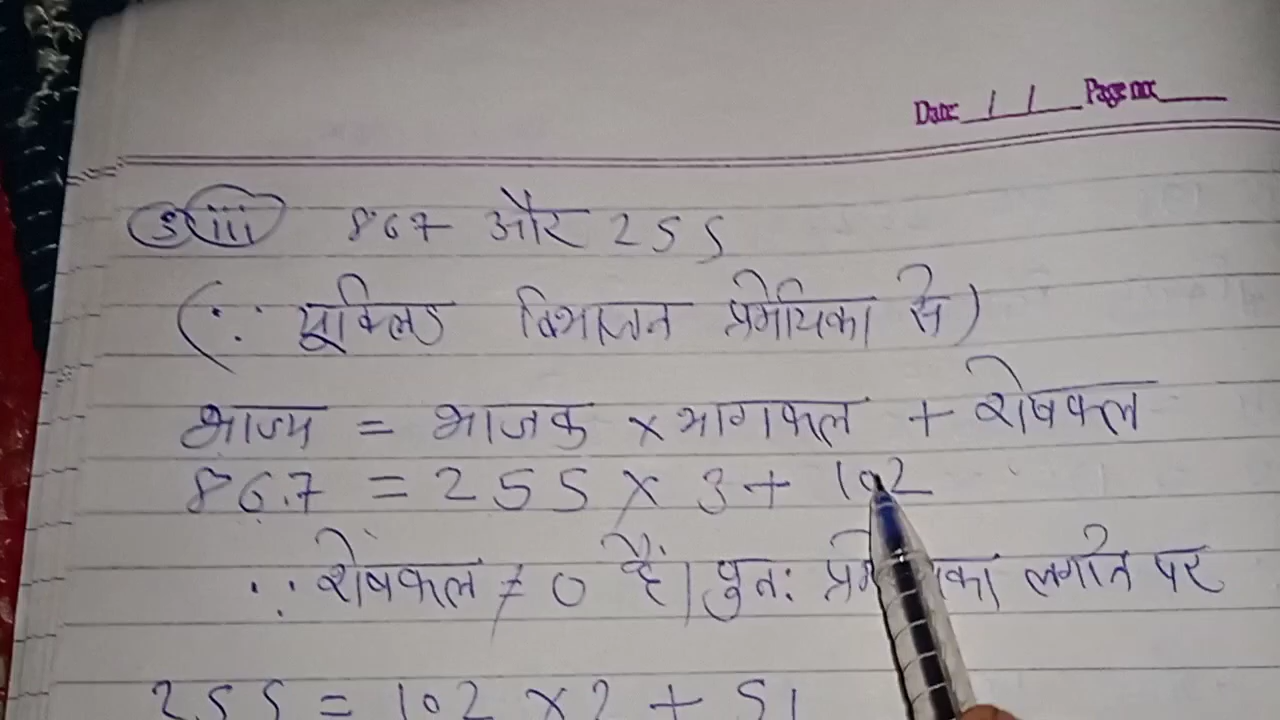 Date / / Page no:
3 iii 867 और 255
(∵ यूक्लिड विभाजन प्रमेयिका से)
भाज्य = भाजक × भागफल + शेषफल
867 = 255 × 3 + 102
∵ शेषफल ≠ 0 है। पुनः लगाने पर
255 = 102 × 2 + 51